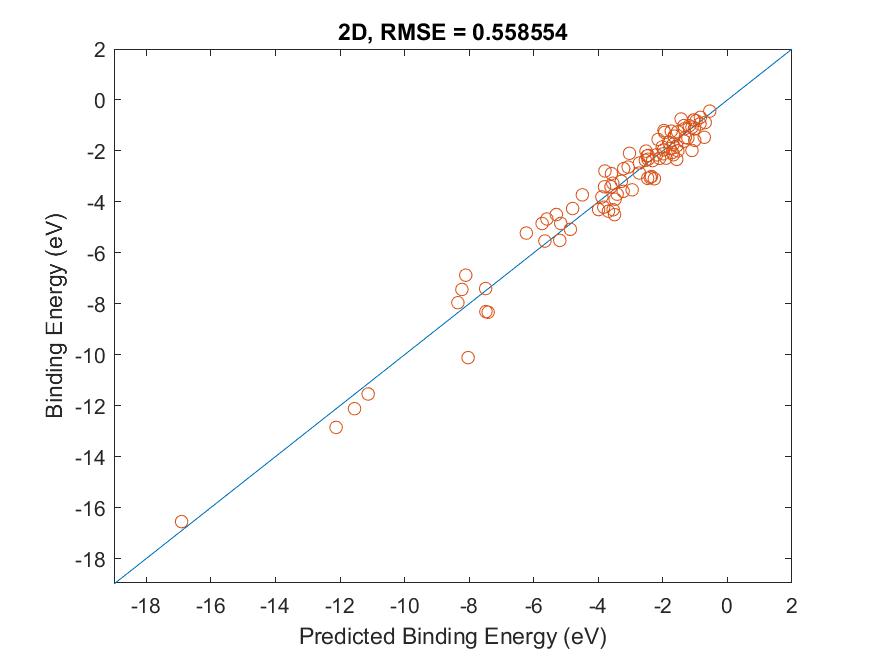 2D, RMSE = 0.558554
2
0
-2
-4
-6
-8
-10
-12
-14
-16
-18
Binding Energy (eV)
-18 -16 -14 -12 -10 -8 -6 -4 -2 0 2
Predicted Binding Energy (eV)